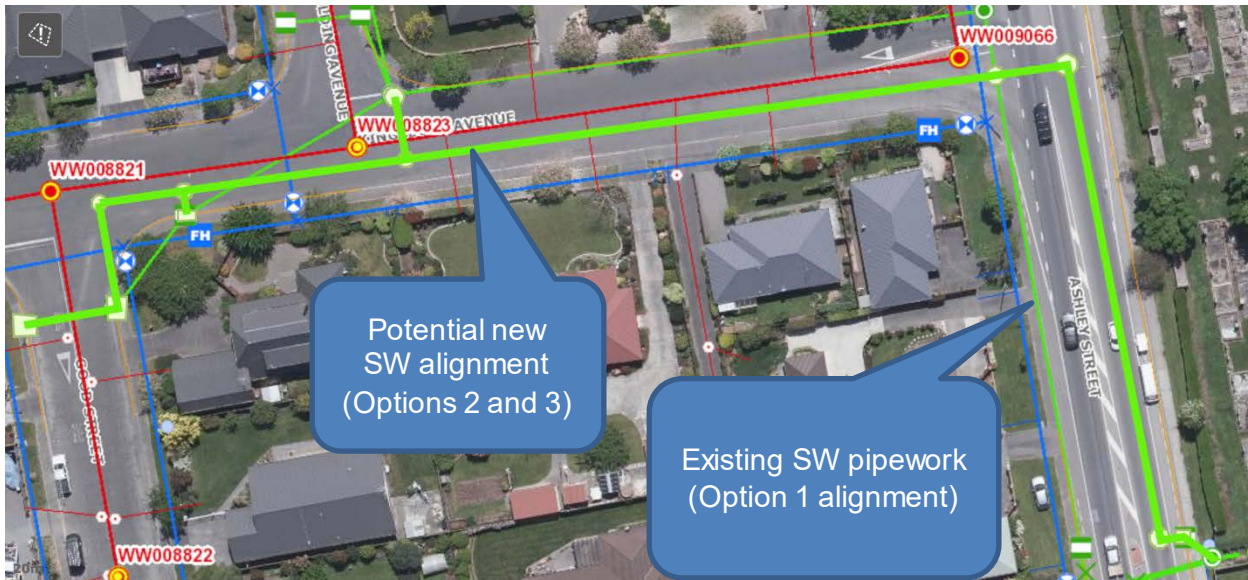 WW009066
WW008823
AVENUE
WW008821
FH
FH
Potential new
SW alignment
(Options 2 and 3)
ASHLEY STREET
Existing SW pipework
(Option 1 alignment)
WW008822